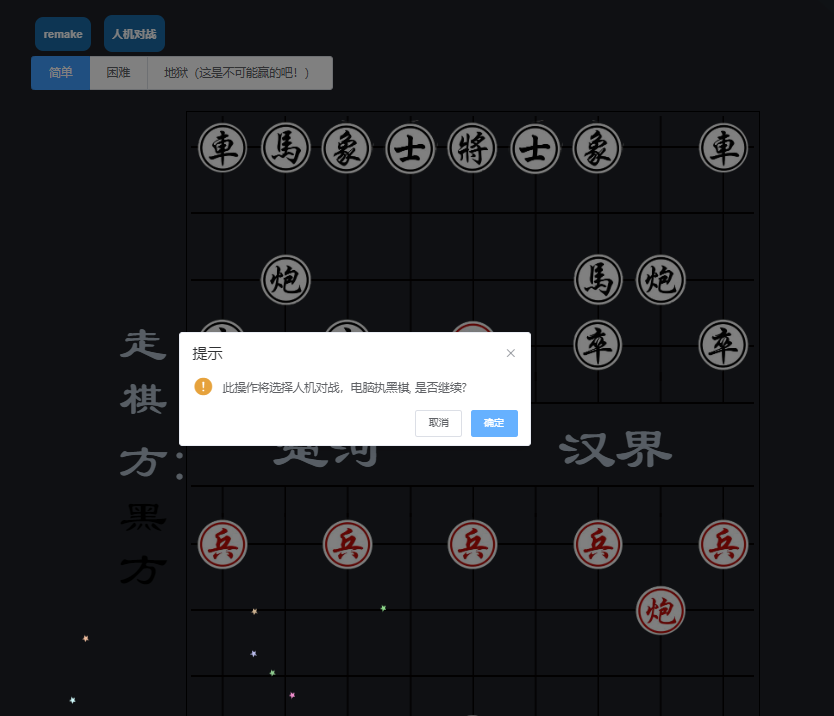 remake 人机对战
简单 困难 地狱（这是不可能赢的吧！）
車 馬 象 士 將 士 象 車
炮 馬 炮
卒 卒
提示
此操作将选择人机对战，电脑执黑棋, 是否继续?
取消 确定
走棋方：黑方
楚河 汉界
兵 兵 兵 兵 兵
炮